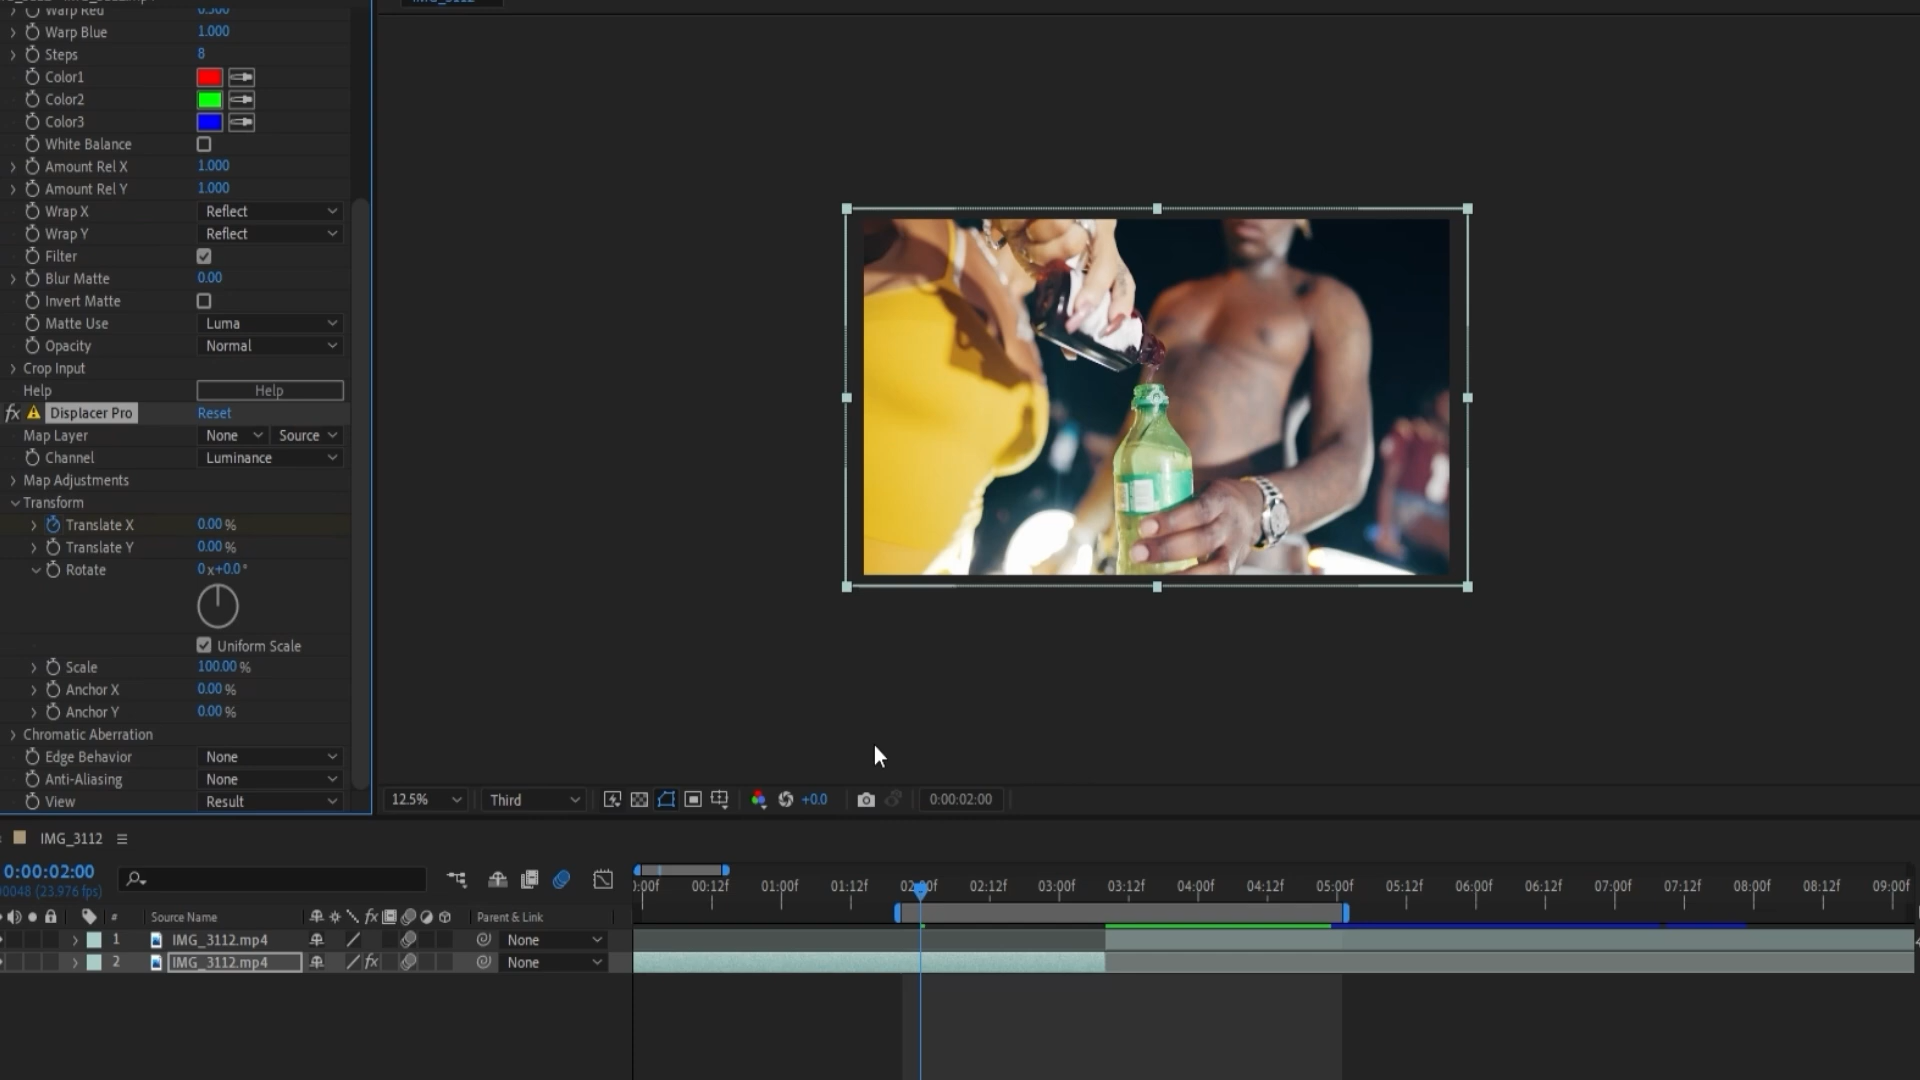 Warp Red 0.500
Warp Blue 1.000
Steps 8
Color1
Color2
Color3
White Balance
Amount Rel X 1.000
Amount Rel Y 1.000
Wrap X Reflect
Wrap Y Reflect
Filter
Blur Matte 0.00
Invert Matte
Matte Use Luma
Opacity Normal
Crop Input
Help Help
fx Displacer Pro Reset
Map Layer None Source
Channel Luminance
Map Adjustments
Transform
Translate X 0.00 %
Translate Y 0.00 %
Rotate 0x+0.0°
Uniform Scale
Scale 100.00 %
Anchor X 0.00 %
Anchor Y 0.00 %
Chromatic Aberration
Edge Behavior None
Anti-Aliasing None
View Result
12.5% Third +0.0 0:00:02:00
IMG_3112
0:00:02:00
00048 (23.976 fps)
:00f 00:12f 01:00f 01:12f 02:00f 02:12f 03:00f 03:12f 04:00f 04:12f 05:00f 05:12f 06:00f 06:12f 07:00f 07:12f 08:00f 08:12f 09:00f
# Source Name fx Parent & Link
1 IMG_3112.mp4 None
2 IMG_3112.mp4 fx None